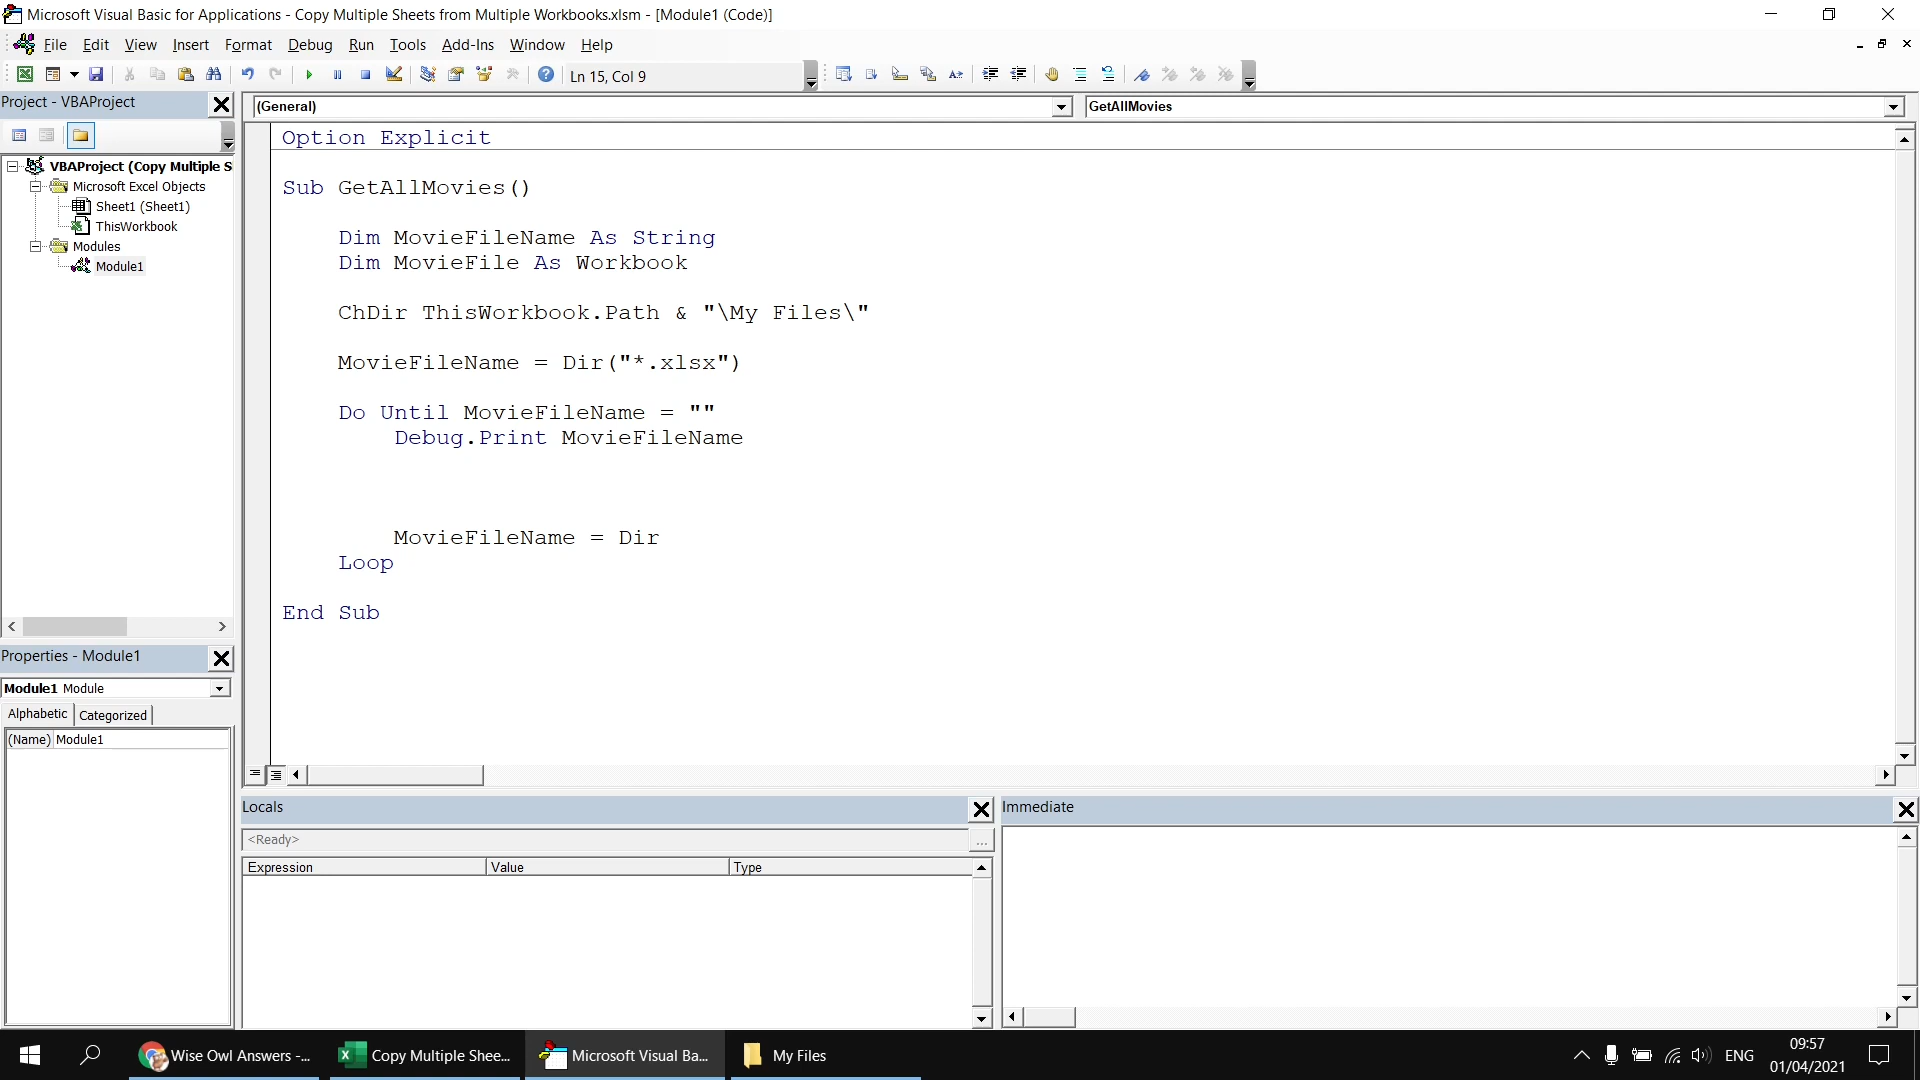 Microsoft Visual Basic for Applications - Copy Multiple Sheets from Multiple Workbooks.xlsm - [Module1 (Code)]
File Edit View Insert Format Debug Run Tools Add-Ins Window Help
Ln 15, Col 9
Project - VBAProject
(General)
GetAllMovies
VBAProject (Copy Multiple S
Microsoft Excel Objects
Sheet1 (Sheet1)
ThisWorkbook
Modules
Module1
Option Explicit
Sub GetAllMovies()
Dim MovieFileName As String
Dim MovieFile As Workbook
ChDir ThisWorkbook.Path & "\My Files\"
MovieFileName = Dir("*.xlsx")
Do Until MovieFileName = ""
Debug.Print MovieFileName
MovieFileName = Dir
Loop
End Sub
Properties - Module1
Module1 Module
Alphabetic Categorized
(Name) Module1
Locals
<Ready>
...
Expression Value Type
Immediate
Wise Owl Answers -...
Copy Multiple Shee...
Microsoft Visual Ba...
My Files
ENG
09:57
01/04/2021